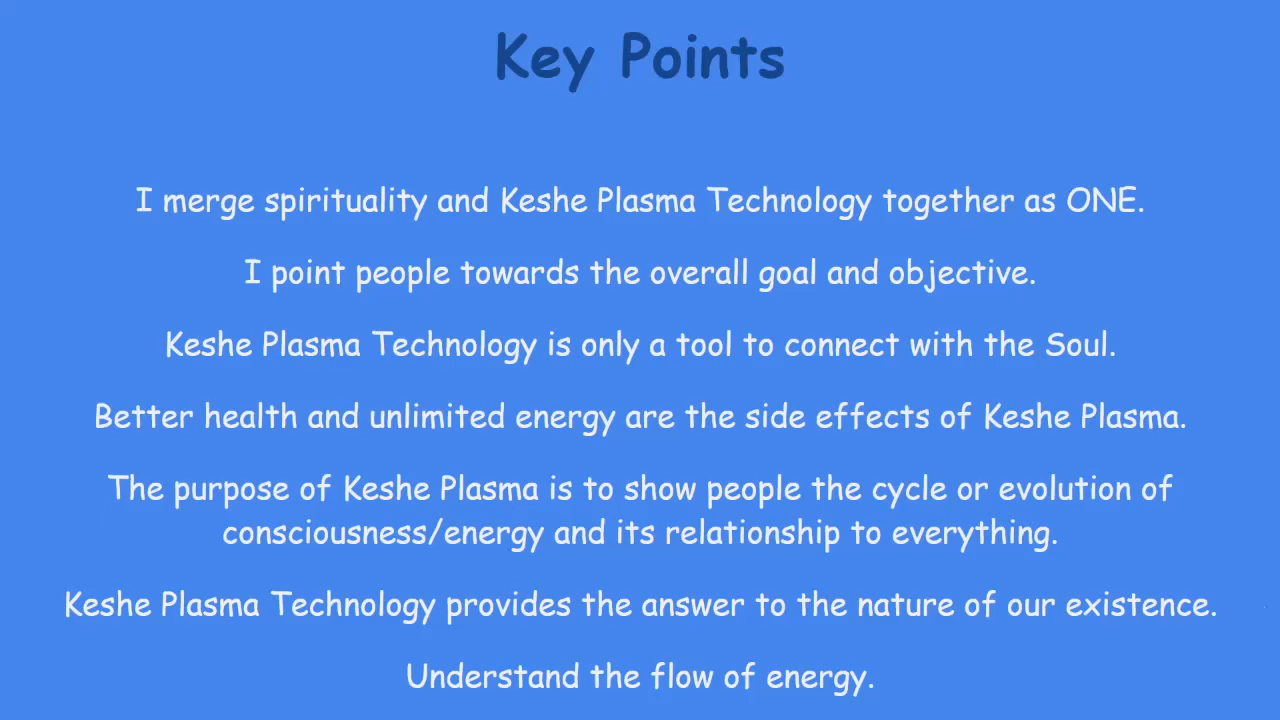 Key Points
I merge spirituality and Keshe Plasma Technology together as ONE.
I point people towards the overall goal and objective.
Keshe Plasma Technology is only a tool to connect with the Soul.
Better health and unlimited energy are the side effects of Keshe Plasma.
The purpose of Keshe Plasma is to show people the cycle or evolution of
consciousness/energy and its relationship to everything.
Keshe Plasma Technology provides the answer to the nature of our existence.
Understand the flow of energy.